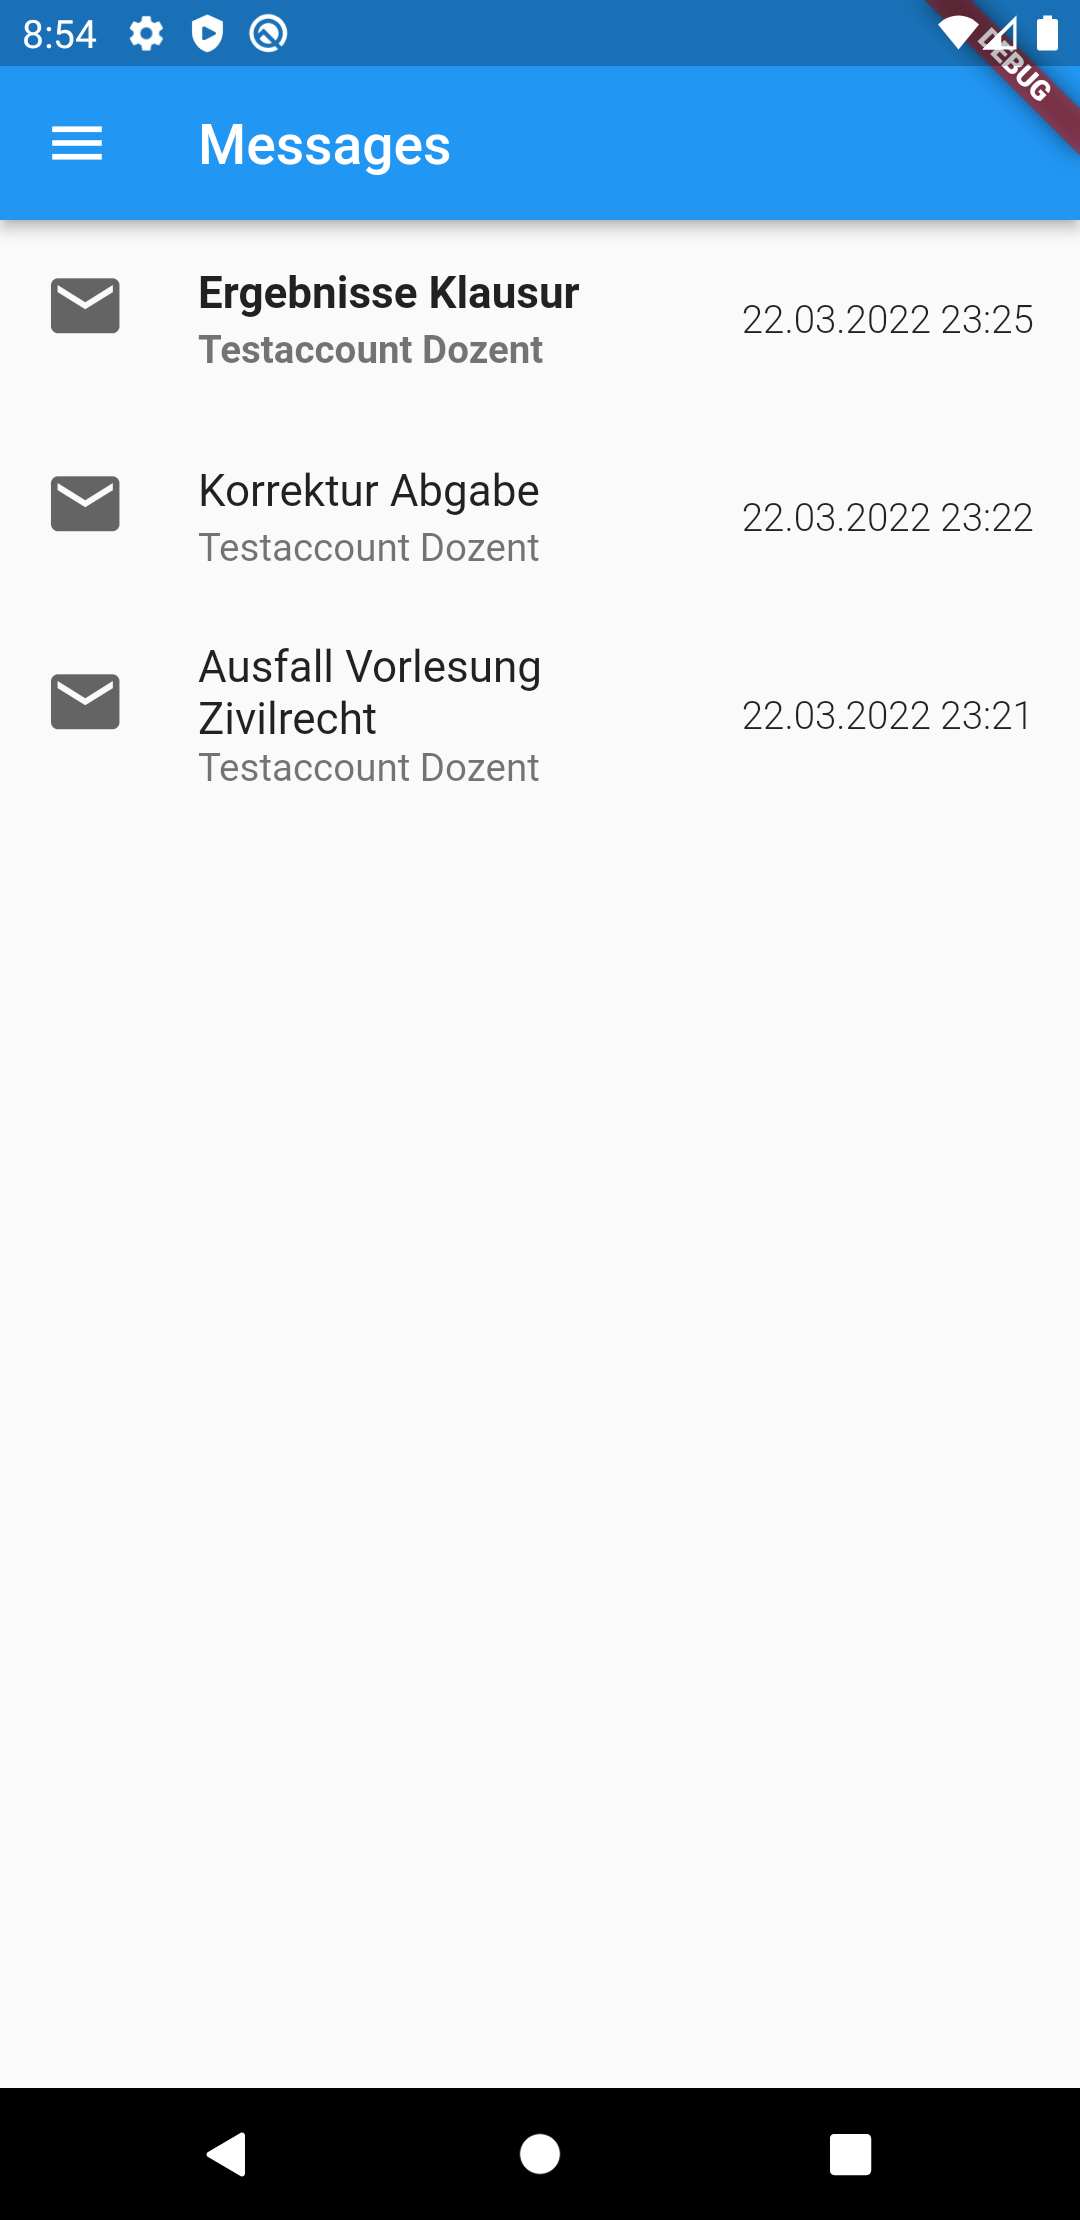 8:54
DEBUG
Messages
Ergebnisse Klausur
Testaccount Dozent
22.03.2022 23:25
Korrektur Abgabe
Testaccount Dozent
22.03.2022 23:22
Ausfall Vorlesung
Zivilrecht
Testaccount Dozent
22.03.2022 23:21